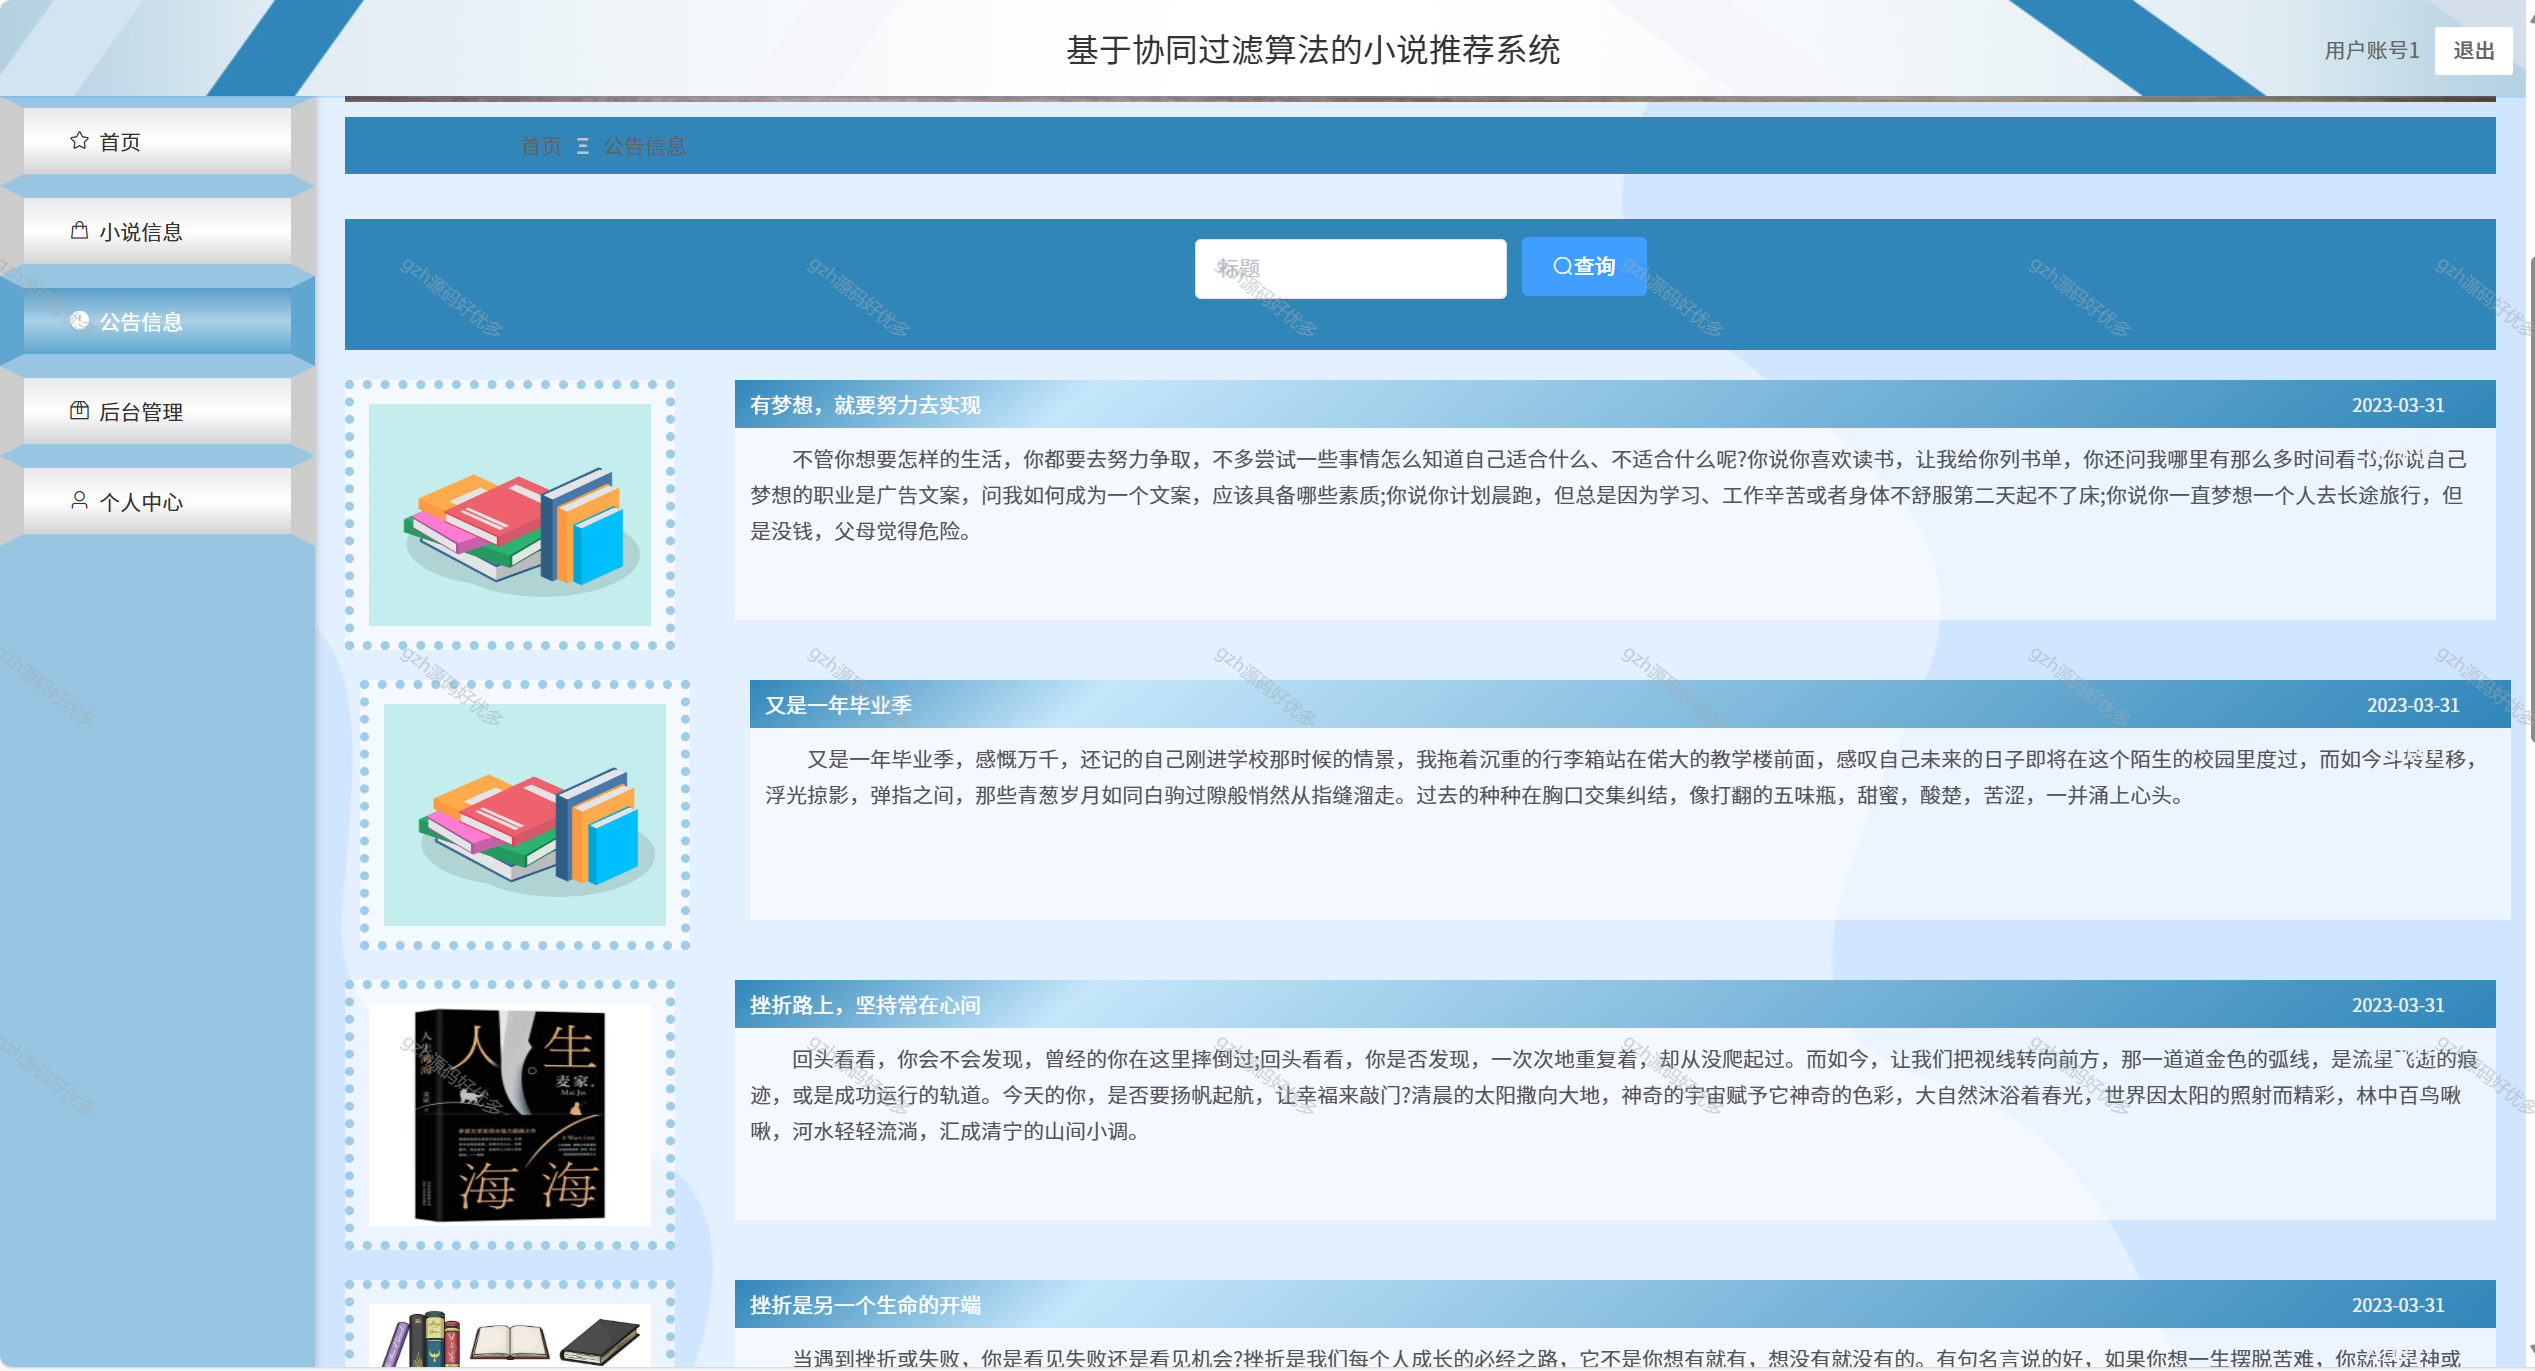 基于协同过滤算法的小说推荐系统
用户账号1
退出
首页
小说信息
公告信息
后台管理
个人中心
首页 Ξ 公告信息
标题
查询
有梦想，就要努力去实现
2023-03-31
不管你想要怎样的生活，你都要去努力争取，不多尝试一些事情怎么知道自己适合什么、不适合什么呢?你说你喜欢读书，让我给你列书单，你还问我哪里有那么多时间看书;你说自己
梦想的职业是广告文案，问我如何成为一个文案，应该具备哪些素质;你说你计划晨跑，但总是因为学习、工作辛苦或者身体不舒服第二天起不了床;你说你一直梦想一个人去长途旅行，但
是没钱，父母觉得危险。
又是一年毕业季
2023-03-31
又是一年毕业季，感慨万千，还记的自己刚进学校那时候的情景，我拖着沉重的行李箱站在偌大的教学楼前面，感叹自己未来的日子即将在这个陌生的校园里度过，而如今斗转星移，
浮光掠影，弹指之间，那些青葱岁月如同白驹过隙般悄然从指缝溜走。过去的种种在胸口交集纠结，像打翻的五味瓶，甜蜜，酸楚，苦涩，一并涌上心头。
人生
海海
麦家
Mai Jia
人生海海
麦家
挫折路上，坚持常在心间
2023-03-31
回头看看，你会不会发现，曾经的你在这里摔倒过;回头看看，你是否发现，一次次地重复着，却从没爬起过。而如今，让我们把视线转向前方，那一道道金色的弧线，是流星飞逝的痕
迹，或是成功运行的轨道。今天的你，是否要扬帆起航，让幸福来敲门?清晨的太阳撒向大地，神奇的宇宙赋予它神奇的色彩，大自然沐浴着春光，世界因太阳的照射而精彩，林中百鸟啾
啾，河水轻轻流淌，汇成清宁的山间小调。
挫折是另一个生命的开端
2023-03-31
当遇到挫折或失败，你是看见失败还是看见机会?挫折是我们每个人成长的必经之路，它不是你想有就有，想没有就没有的。有句名言说的好，如果你想一生摆脱苦难，你就得是神或
gzh源码好优多